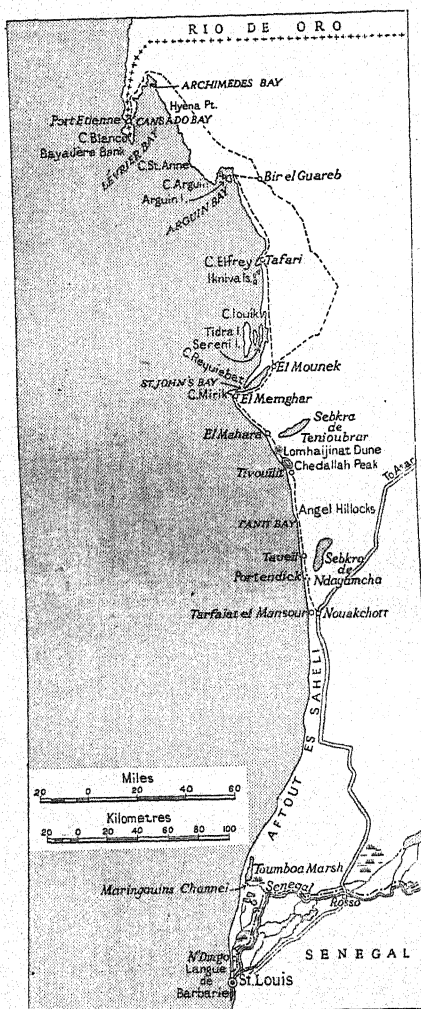 RIO DE ORO
ARCHIMEDES BAY
Hyena Pt.
Port Etienne
CANSADO BAY
C. Blanco
Bayadère Bank
LÉVRIER BAY
C. St. Anne
C. Arguin
Arguin I.
ARGUIN BAY
Bir el Guareb
C. Elfrey
Tafari
Iknivals.
C. Iouik
Tidra I.
Sereni I.
C. Reyuiebat
El Mounek
ST. JOHN'S BAY
C. Mirik
El Memghar
El Mahara
Sebkra
de
Tenioubrar
Lomhaijinat Dune
Chedallah Peak
Tivouilit
To Atar
Angel Hillocks
TANIT BAY
Taveil
Sebkra
de
Ndayamcha
Portendick
Tarfaiat el Mansour
Nouakchott
AFTOUT ES SAHELI
Miles
20 0 20 40 60
Kilometres
20 0 20 40 60 80 100
Toumboa Marsh
Maringouins Channel
Senegal
Rosso
SENEGAL
N'Diago
Langue
de
Barbarie
St. Louis